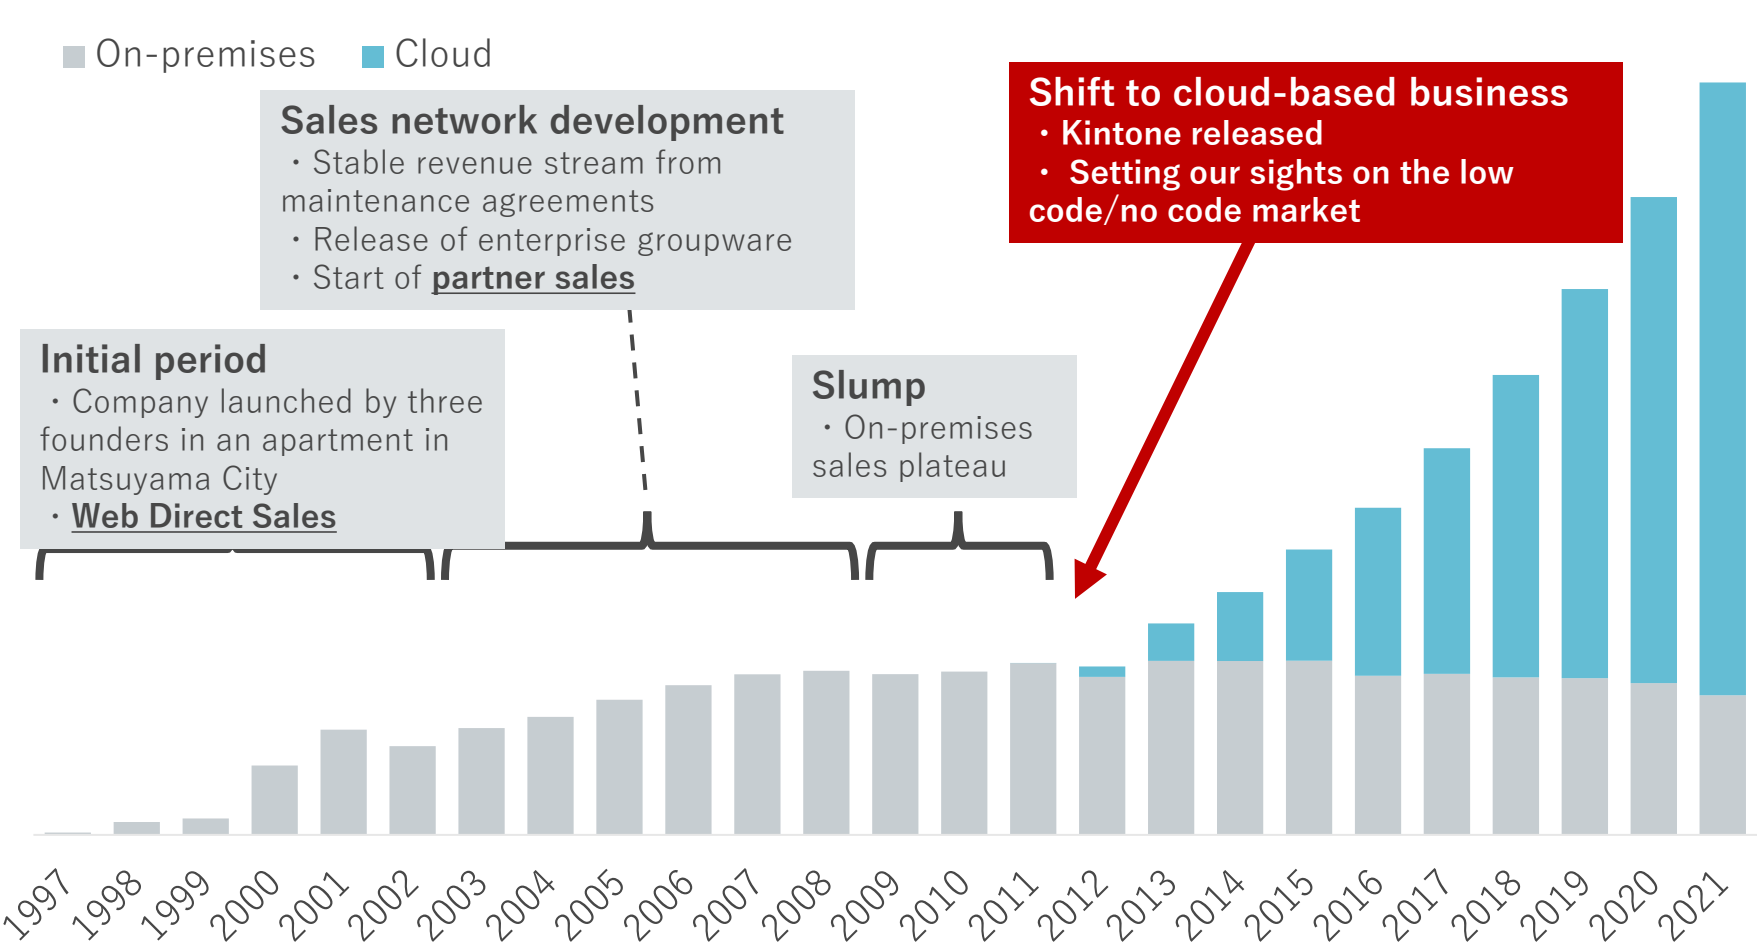 On-premises
Cloud
Sales network development
・Stable revenue stream from
maintenance agreements
・Release of enterprise groupware
・Start of partner sales
Shift to cloud-based business
・Kintone released
・ Setting our sights on the low
code/no code market
Initial period
・Company launched by three
founders in an apartment in
Matsuyama City
・Web Direct Sales
Slump
・On-premises
sales plateau
1997
1998
1999
2000
2001
2002
2003
2004
2005
2006
2007
2008
2009
2010
2011
2012
2013
2014
2015
2016
2017
2018
2019
2020
2021